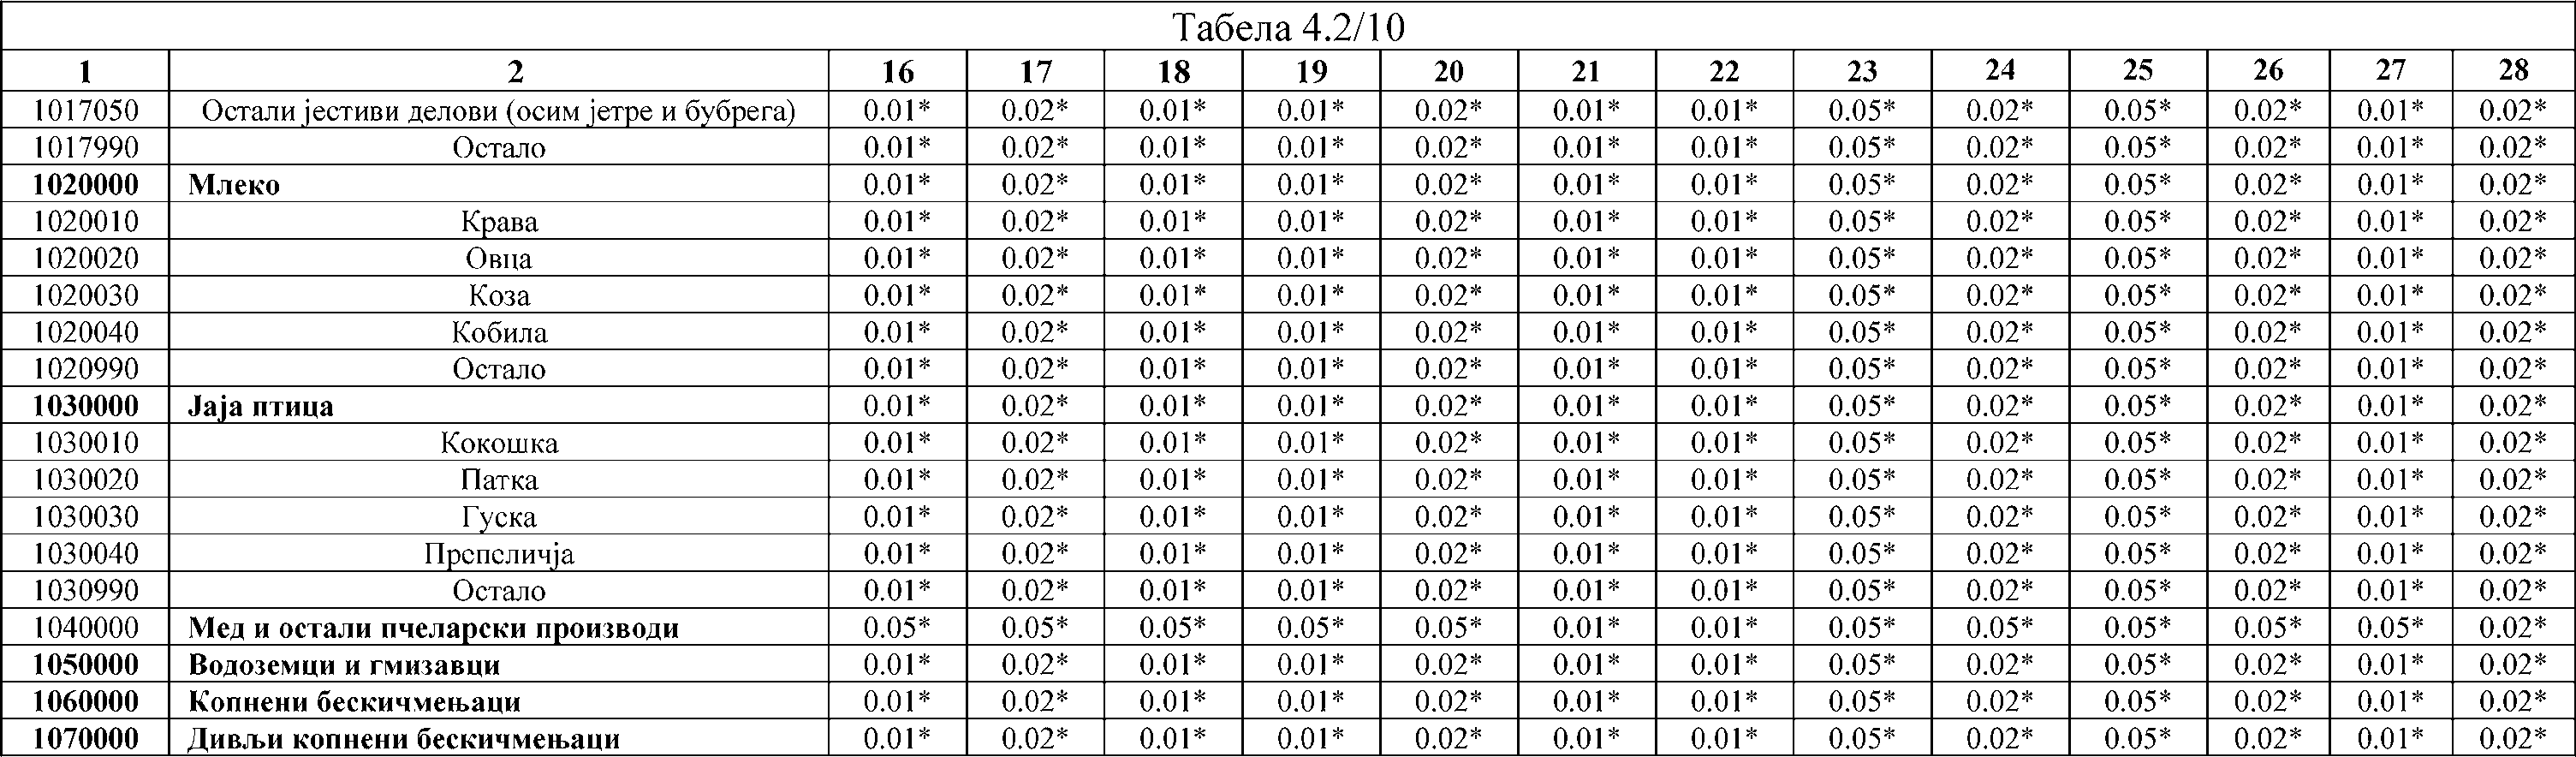 Табела 4.2/10
1 2 16 17 18 19 20 21 22 23 24 25 26 27 28
1017050 Остали јестиви делови (осим јетре и бубрега) 0.01* 0.02* 0.01* 0.01* 0.02* 0.01* 0.01* 0.05* 0.02* 0.05* 0.02* 0.01* 0.02*
1017990 Остало 0.01* 0.02* 0.01* 0.01* 0.02* 0.01* 0.01* 0.05* 0.02* 0.05* 0.02* 0.01* 0.02*
1020000 Млеко 0.01* 0.02* 0.01* 0.01* 0.02* 0.01* 0.01* 0.05* 0.02* 0.05* 0.02* 0.01* 0.02*
1020010 Крава 0.01* 0.02* 0.01* 0.01* 0.02* 0.01* 0.01* 0.05* 0.02* 0.05* 0.02* 0.01* 0.02*
1020020 Овца 0.01* 0.02* 0.01* 0.01* 0.02* 0.01* 0.01* 0.05* 0.02* 0.05* 0.02* 0.01* 0.02*
1020030 Коза 0.01* 0.02* 0.01* 0.01* 0.02* 0.01* 0.01* 0.05* 0.02* 0.05* 0.02* 0.01* 0.02*
1020040 Кобила 0.01* 0.02* 0.01* 0.01* 0.02* 0.01* 0.01* 0.05* 0.02* 0.05* 0.02* 0.01* 0.02*
1020990 Остало 0.01* 0.02* 0.01* 0.01* 0.02* 0.01* 0.01* 0.05* 0.02* 0.05* 0.02* 0.01* 0.02*
1030000 Јаја птица 0.01* 0.02* 0.01* 0.01* 0.02* 0.01* 0.01* 0.05* 0.02* 0.05* 0.02* 0.01* 0.02*
1030010 Кокошка 0.01* 0.02* 0.01* 0.01* 0.02* 0.01* 0.01* 0.05* 0.02* 0.05* 0.02* 0.01* 0.02*
1030020 Патка 0.01* 0.02* 0.01* 0.01* 0.02* 0.01* 0.01* 0.05* 0.02* 0.05* 0.02* 0.01* 0.02*
1030030 Гуска 0.01* 0.02* 0.01* 0.01* 0.02* 0.01* 0.01* 0.05* 0.02* 0.05* 0.02* 0.01* 0.02*
1030040 Препеличја 0.01* 0.02* 0.01* 0.01* 0.02* 0.01* 0.01* 0.05* 0.02* 0.05* 0.02* 0.01* 0.02*
1030990 Остало 0.01* 0.02* 0.01* 0.01* 0.02* 0.01* 0.01* 0.05* 0.02* 0.05* 0.02* 0.01* 0.02*
1040000 Мед и остали пчеларски производи 0.05* 0.05* 0.05* 0.05* 0.05* 0.01* 0.01* 0.05* 0.05* 0.05* 0.05* 0.05* 0.02*
1050000 Водоземци и гмизавци 0.01* 0.02* 0.01* 0.01* 0.02* 0.01* 0.01* 0.05* 0.02* 0.05* 0.02* 0.01* 0.02*
1060000 Копнени бескичмењаци 0.01* 0.02* 0.01* 0.01* 0.02* 0.01* 0.01* 0.05* 0.02* 0.05* 0.02* 0.01* 0.02*
1070000 Дивљи копнени бескичмењаци 0.01* 0.02* 0.01* 0.01* 0.02* 0.01* 0.01* 0.05* 0.02* 0.05* 0.02* 0.01* 0.02*